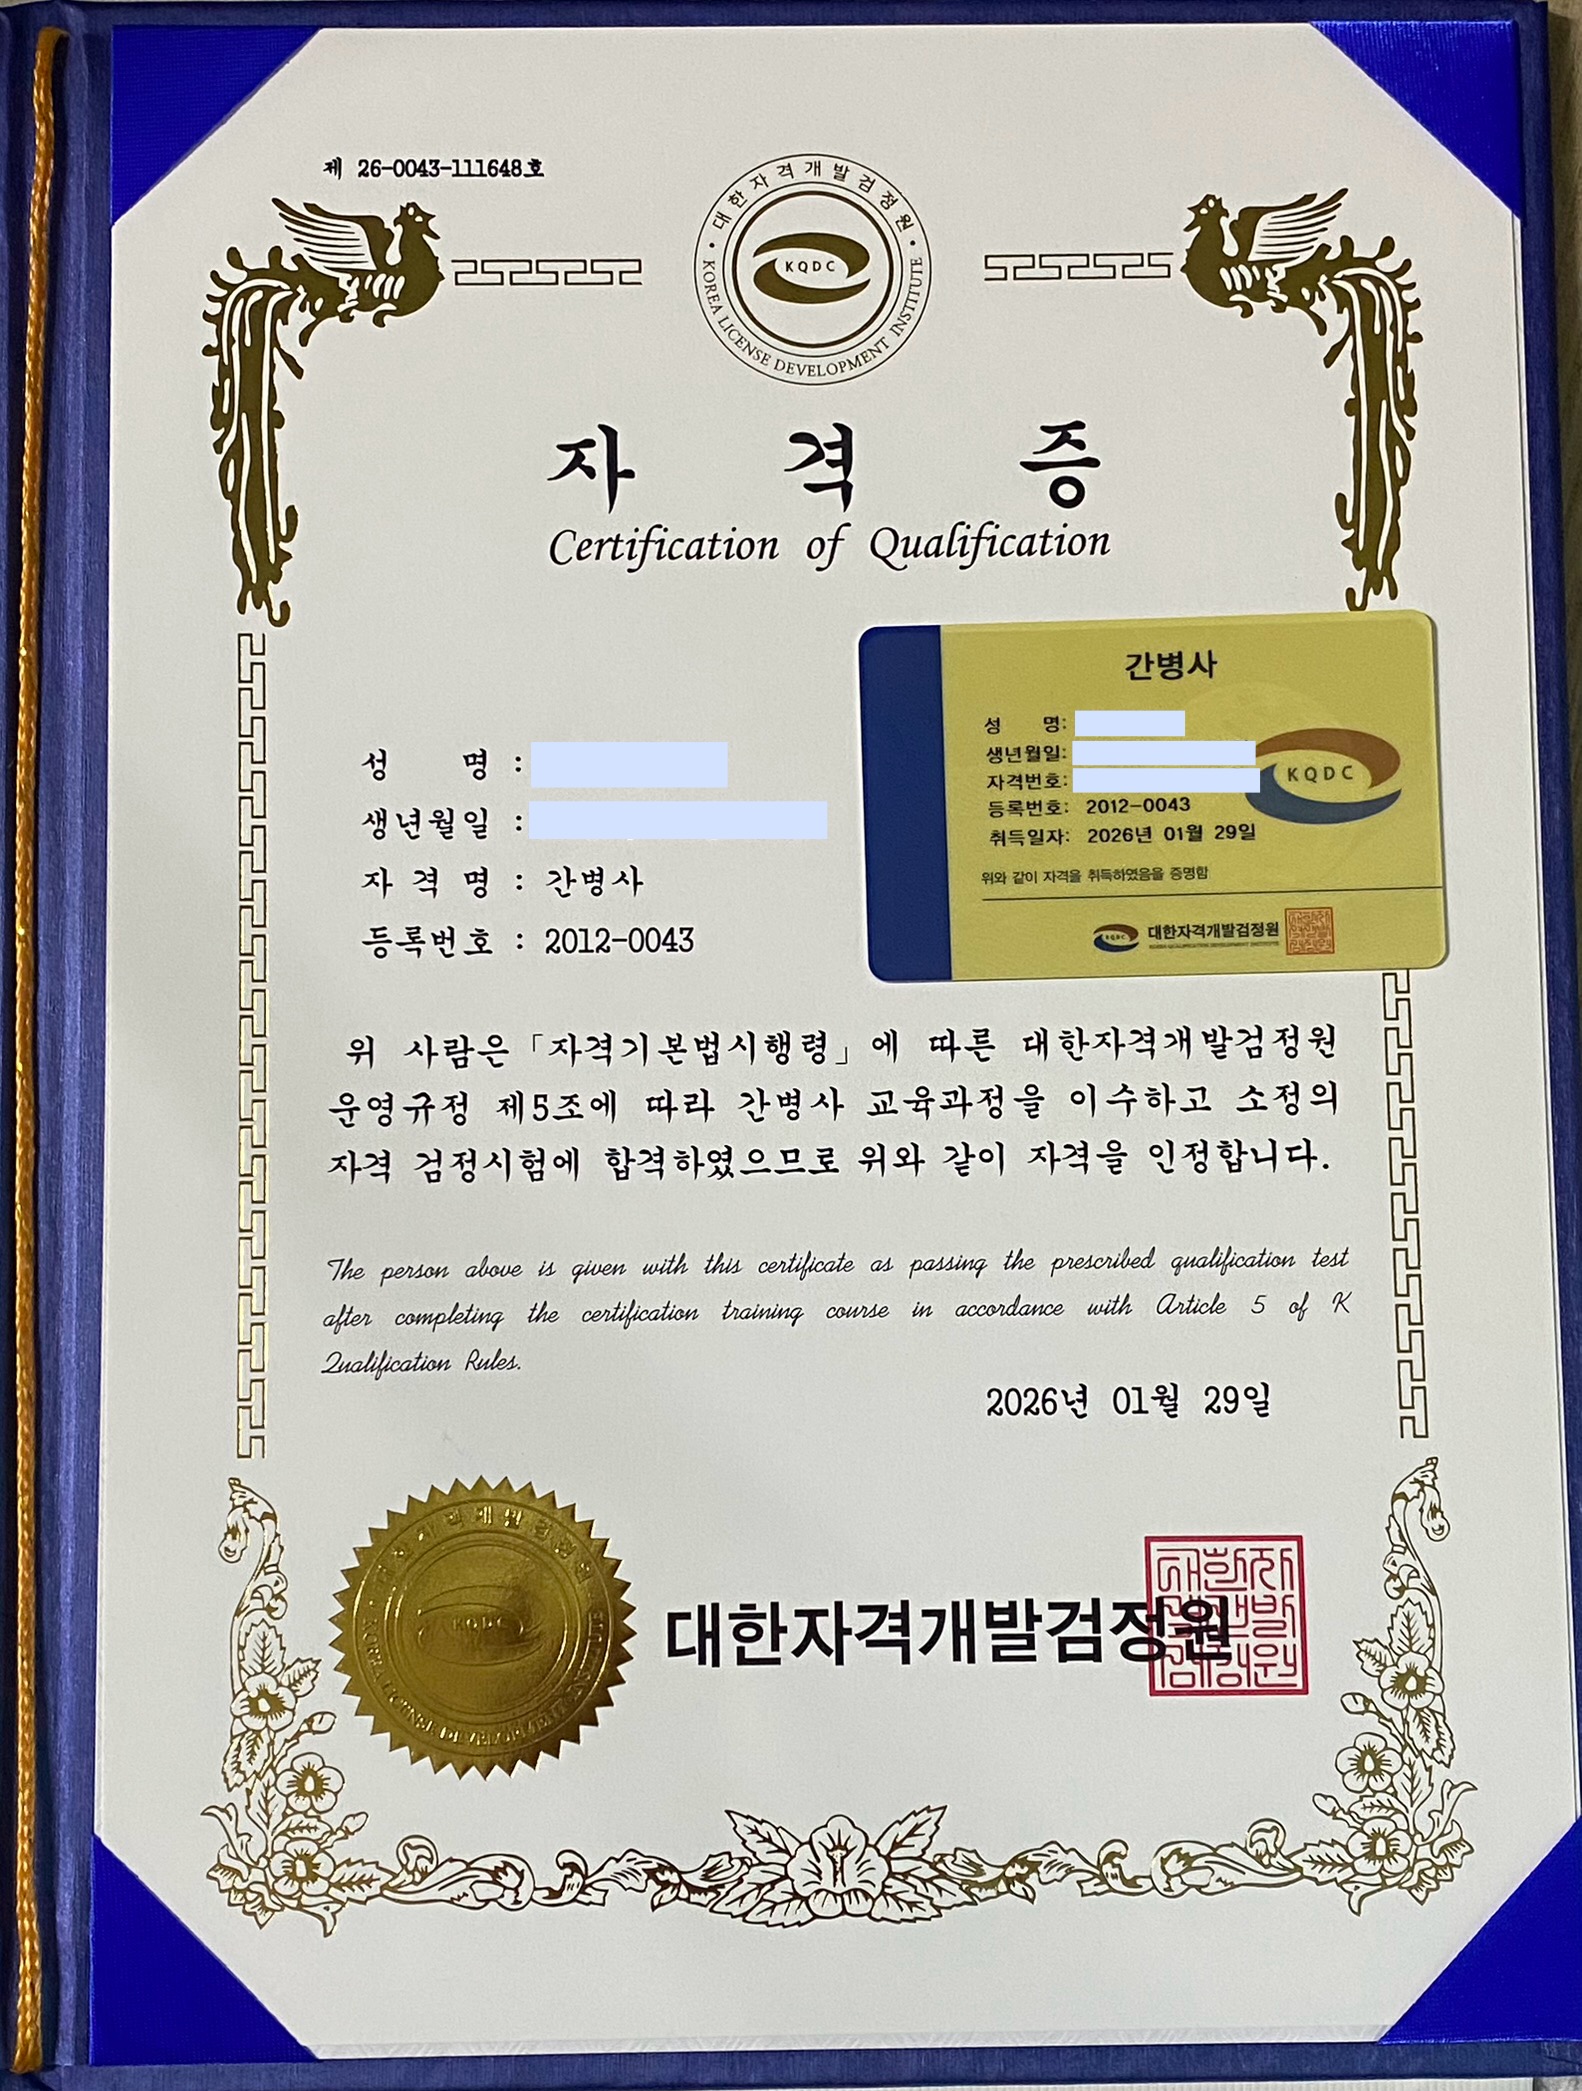 제 26-0043-111648호
대한자격개발검정원
KQDC
KOREA LICENSE DEVELOPMENT INSTITUTE
자 격 증
Certification of Qualification
성 명 :
생년월일 :
자 격 명 : 간병사
등록번호 : 2012-0043
간병사
성 명:
생년월일:
자격번호:
등록번호: 2012-0043
취득일자: 2026년 01월 29일
KQDC
위와 같이 자격을 취득하였음을 증명함
KQDC 대한자격개발검정원
KOREA QUALIFICATION DEVELOPMENT INSTITUTE
위 사람은「자격기본법시행령」에 따른 대한자격개발검정원
운영규정 제5조에 따라 간병사 교육과정을 이수하고 소정의
자격 검정시험에 합격하였으므로 위와 같이 자격을 인정합니다.
The person above is given with this certificate as passing the prescribed qualification test
after completing the certification training course in accordance with Article 5 of K
Qualification Rules.
2026년 01월 29일
KQDC
KOREA LICENSE DEVELOPMENT INSTITUTE
대한자격개발검정원